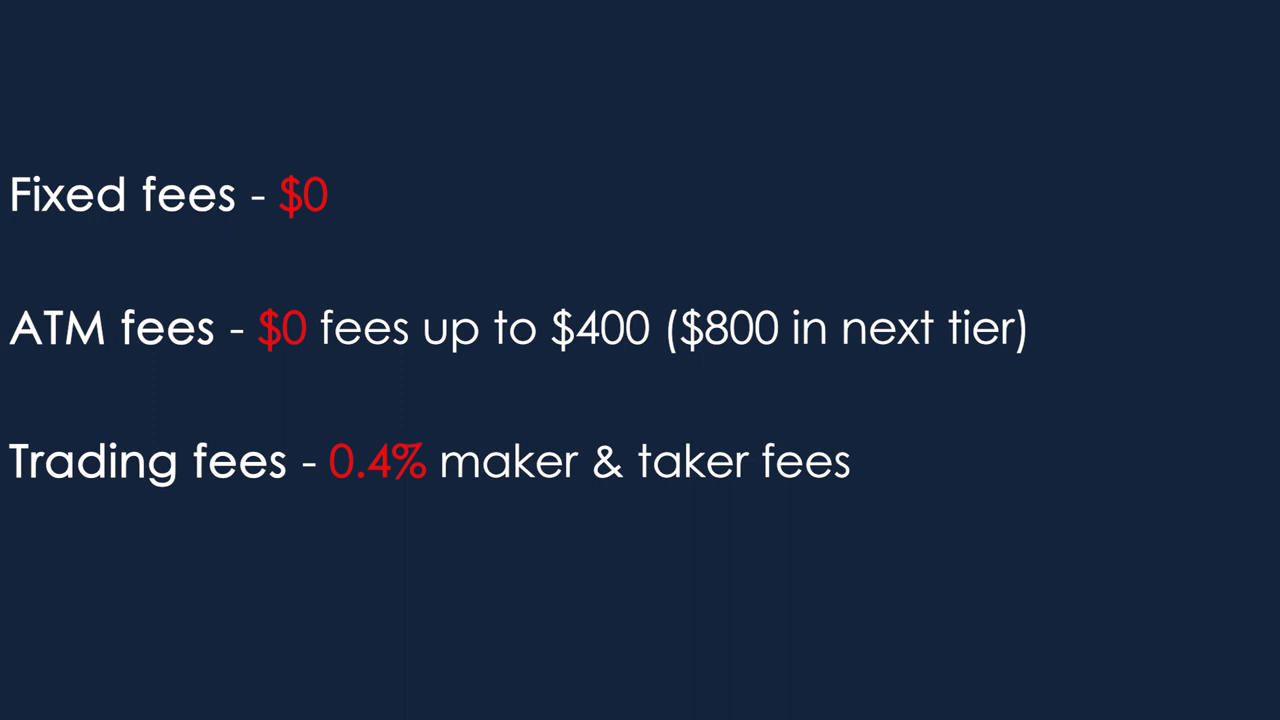 Fixed fees - $0
ATM fees - $0 fees up to $400 ($800 in next tier)
Trading fees - 0.4% maker & taker fees